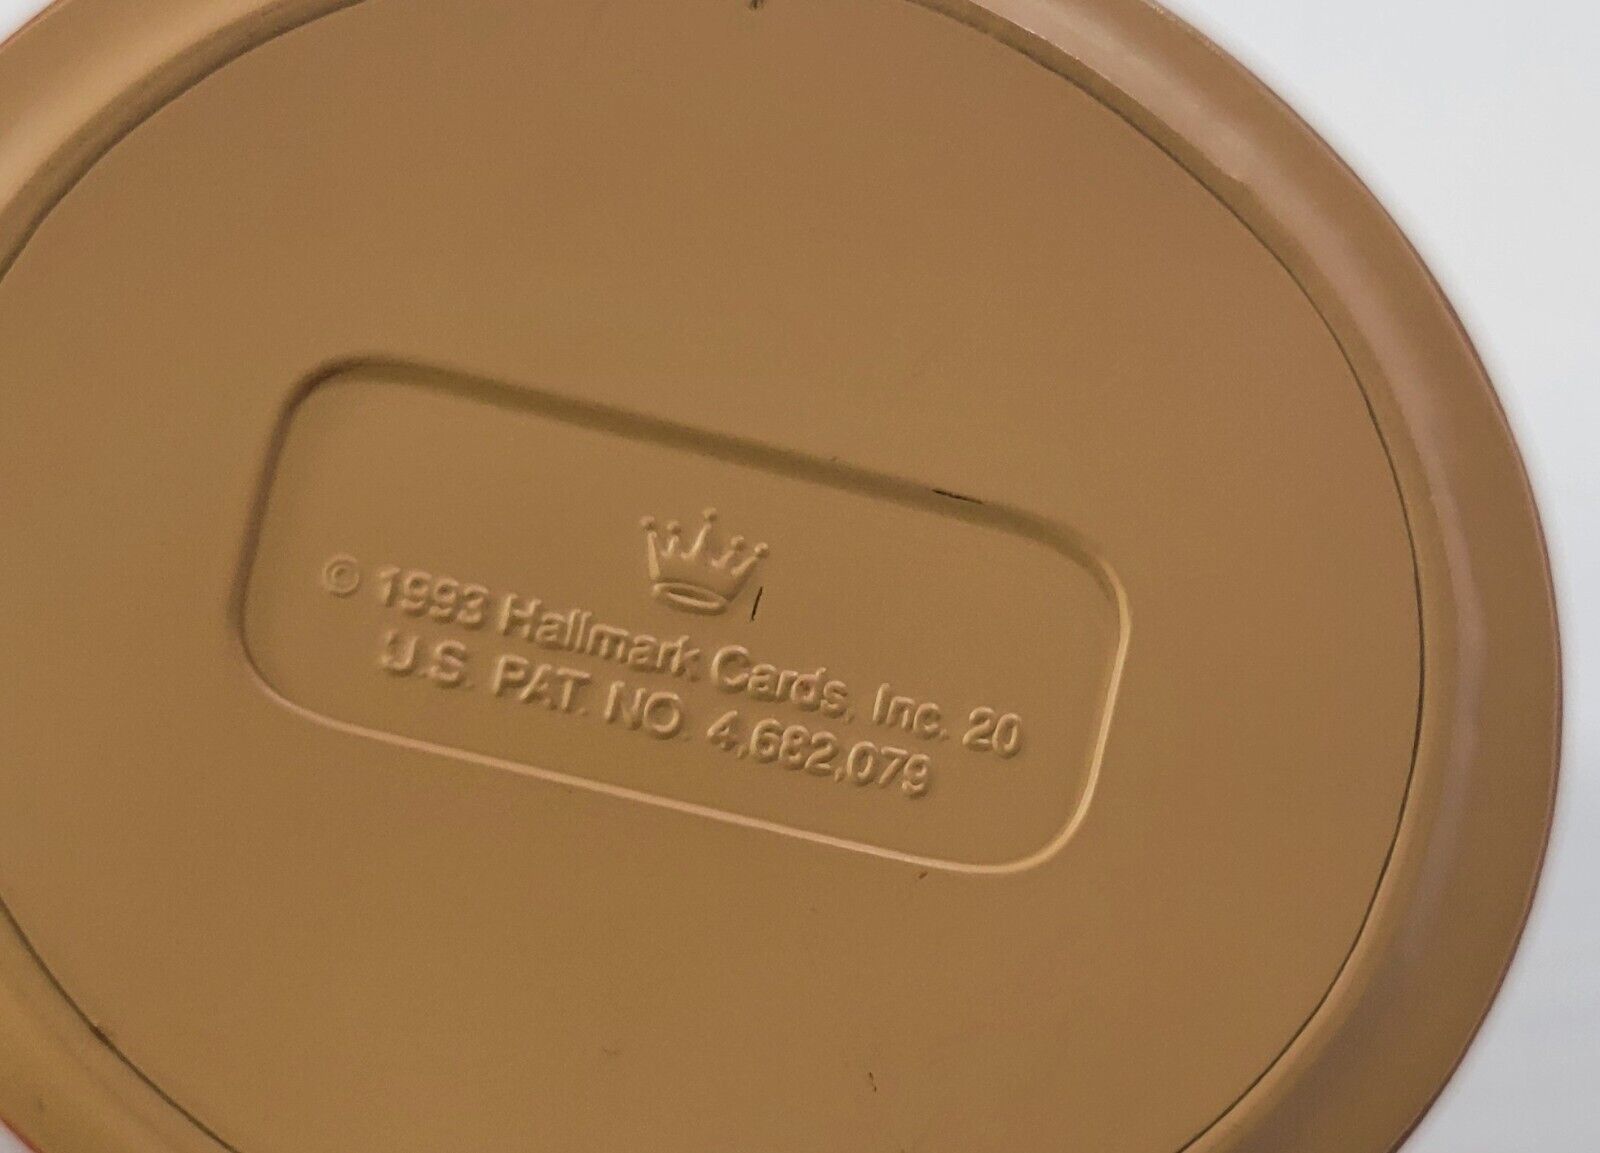 © 1993 Hallmark Cards, Inc. 20
U.S. PAT. NO. 4,682,079